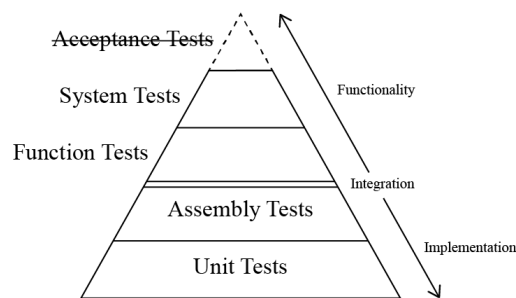 Acceptance Tests
System Tests
Functionality
Function Tests
Integration
Assembly Tests
Implementation
Unit Tests